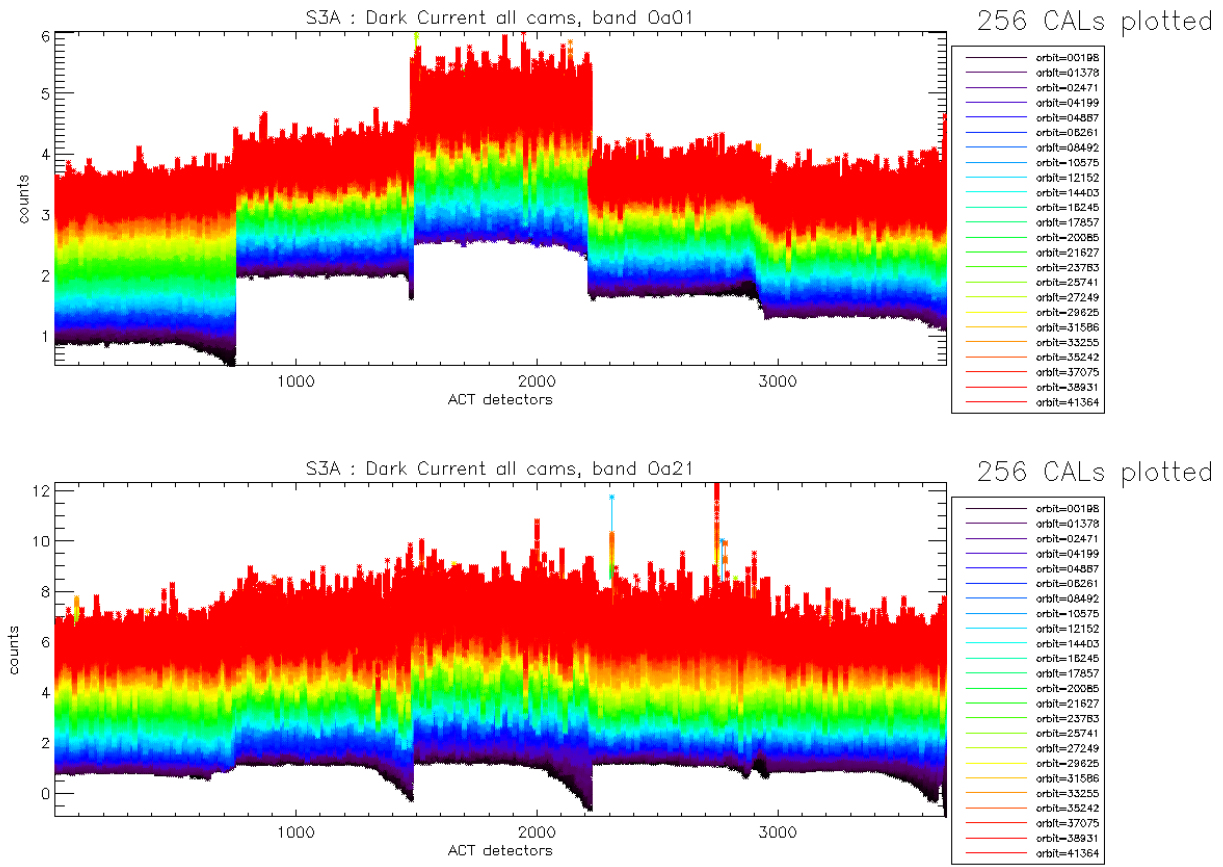 S3A : Dark Current all cams, band Oa01
256 CALs plotted
6
5
4
3
2
1
counts
1000
2000
3000
ACT detectors
orbit=00198
orbit=01378
orbit=02471
orbit=04199
orbit=04887
orbit=06261
orbit=08492
orbit=10575
orbit=12152
orbit=14403
orbit=16245
orbit=17857
orbit=20085
orbit=21627
orbit=23783
orbit=25741
orbit=27249
orbit=29625
orbit=31586
orbit=33255
orbit=35242
orbit=37075
orbit=38931
orbit=41364
S3A : Dark Current all cams, band Oa21
256 CALs plotted
12
10
8
6
4
2
0
counts
1000
2000
3000
ACT detectors
orbit=00198
orbit=01378
orbit=02471
orbit=04199
orbit=04887
orbit=06261
orbit=08492
orbit=10575
orbit=12152
orbit=14403
orbit=16245
orbit=17857
orbit=20085
orbit=21627
orbit=23783
orbit=25741
orbit=27249
orbit=29625
orbit=31586
orbit=33255
orbit=35242
orbit=37075
orbit=38931
orbit=41364